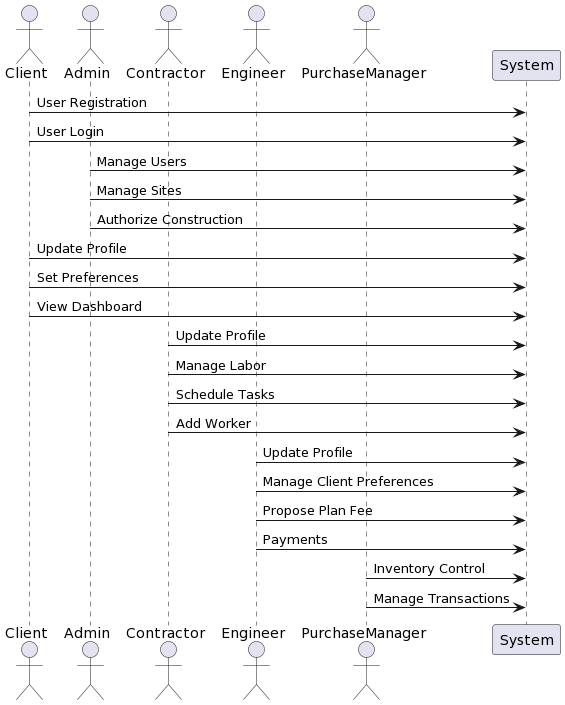 Client Admin Contractor Engineer PurchaseManager System
User Registration
User Login
Manage Users
Manage Sites
Authorize Construction
Update Profile
Set Preferences
View Dashboard
Update Profile
Manage Labor
Schedule Tasks
Add Worker
Update Profile
Manage Client Preferences
Propose Plan Fee
Payments
Inventory Control
Manage Transactions
Client Admin Contractor Engineer PurchaseManager System